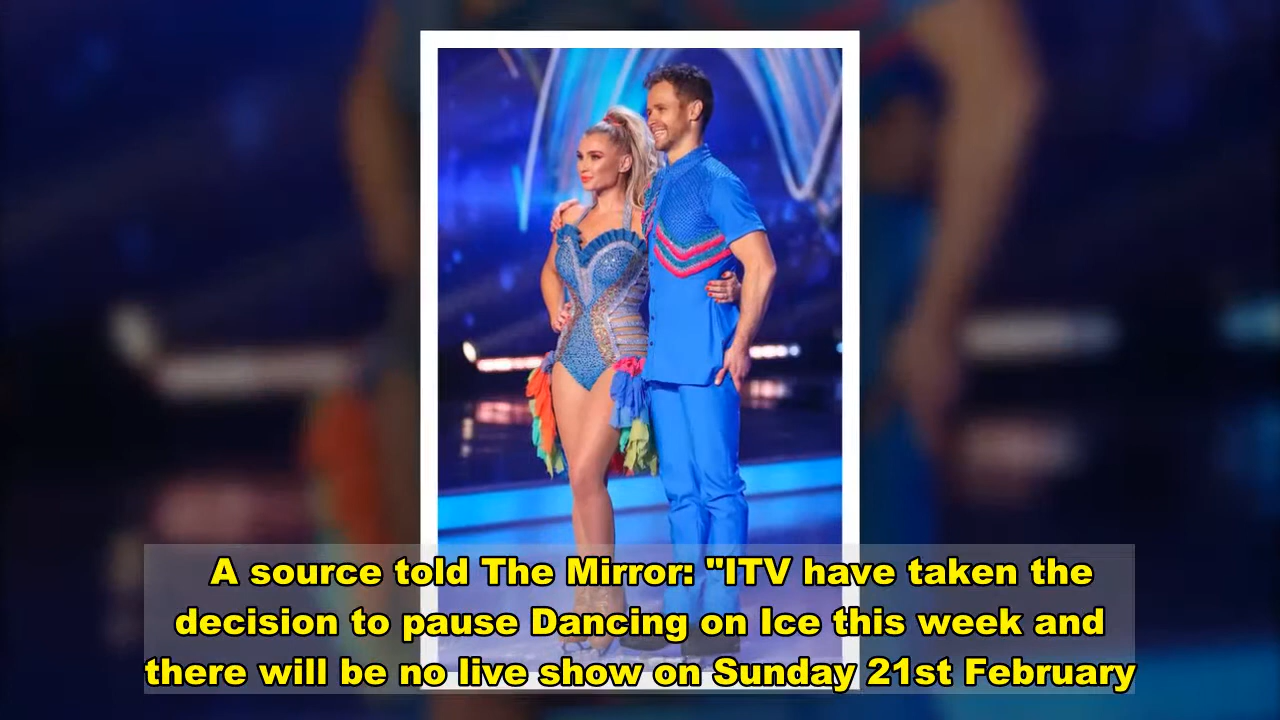 A source told The Mirror: "ITV have taken the
decision to pause Dancing on Ice this week and
there will be no live show on Sunday 21st February